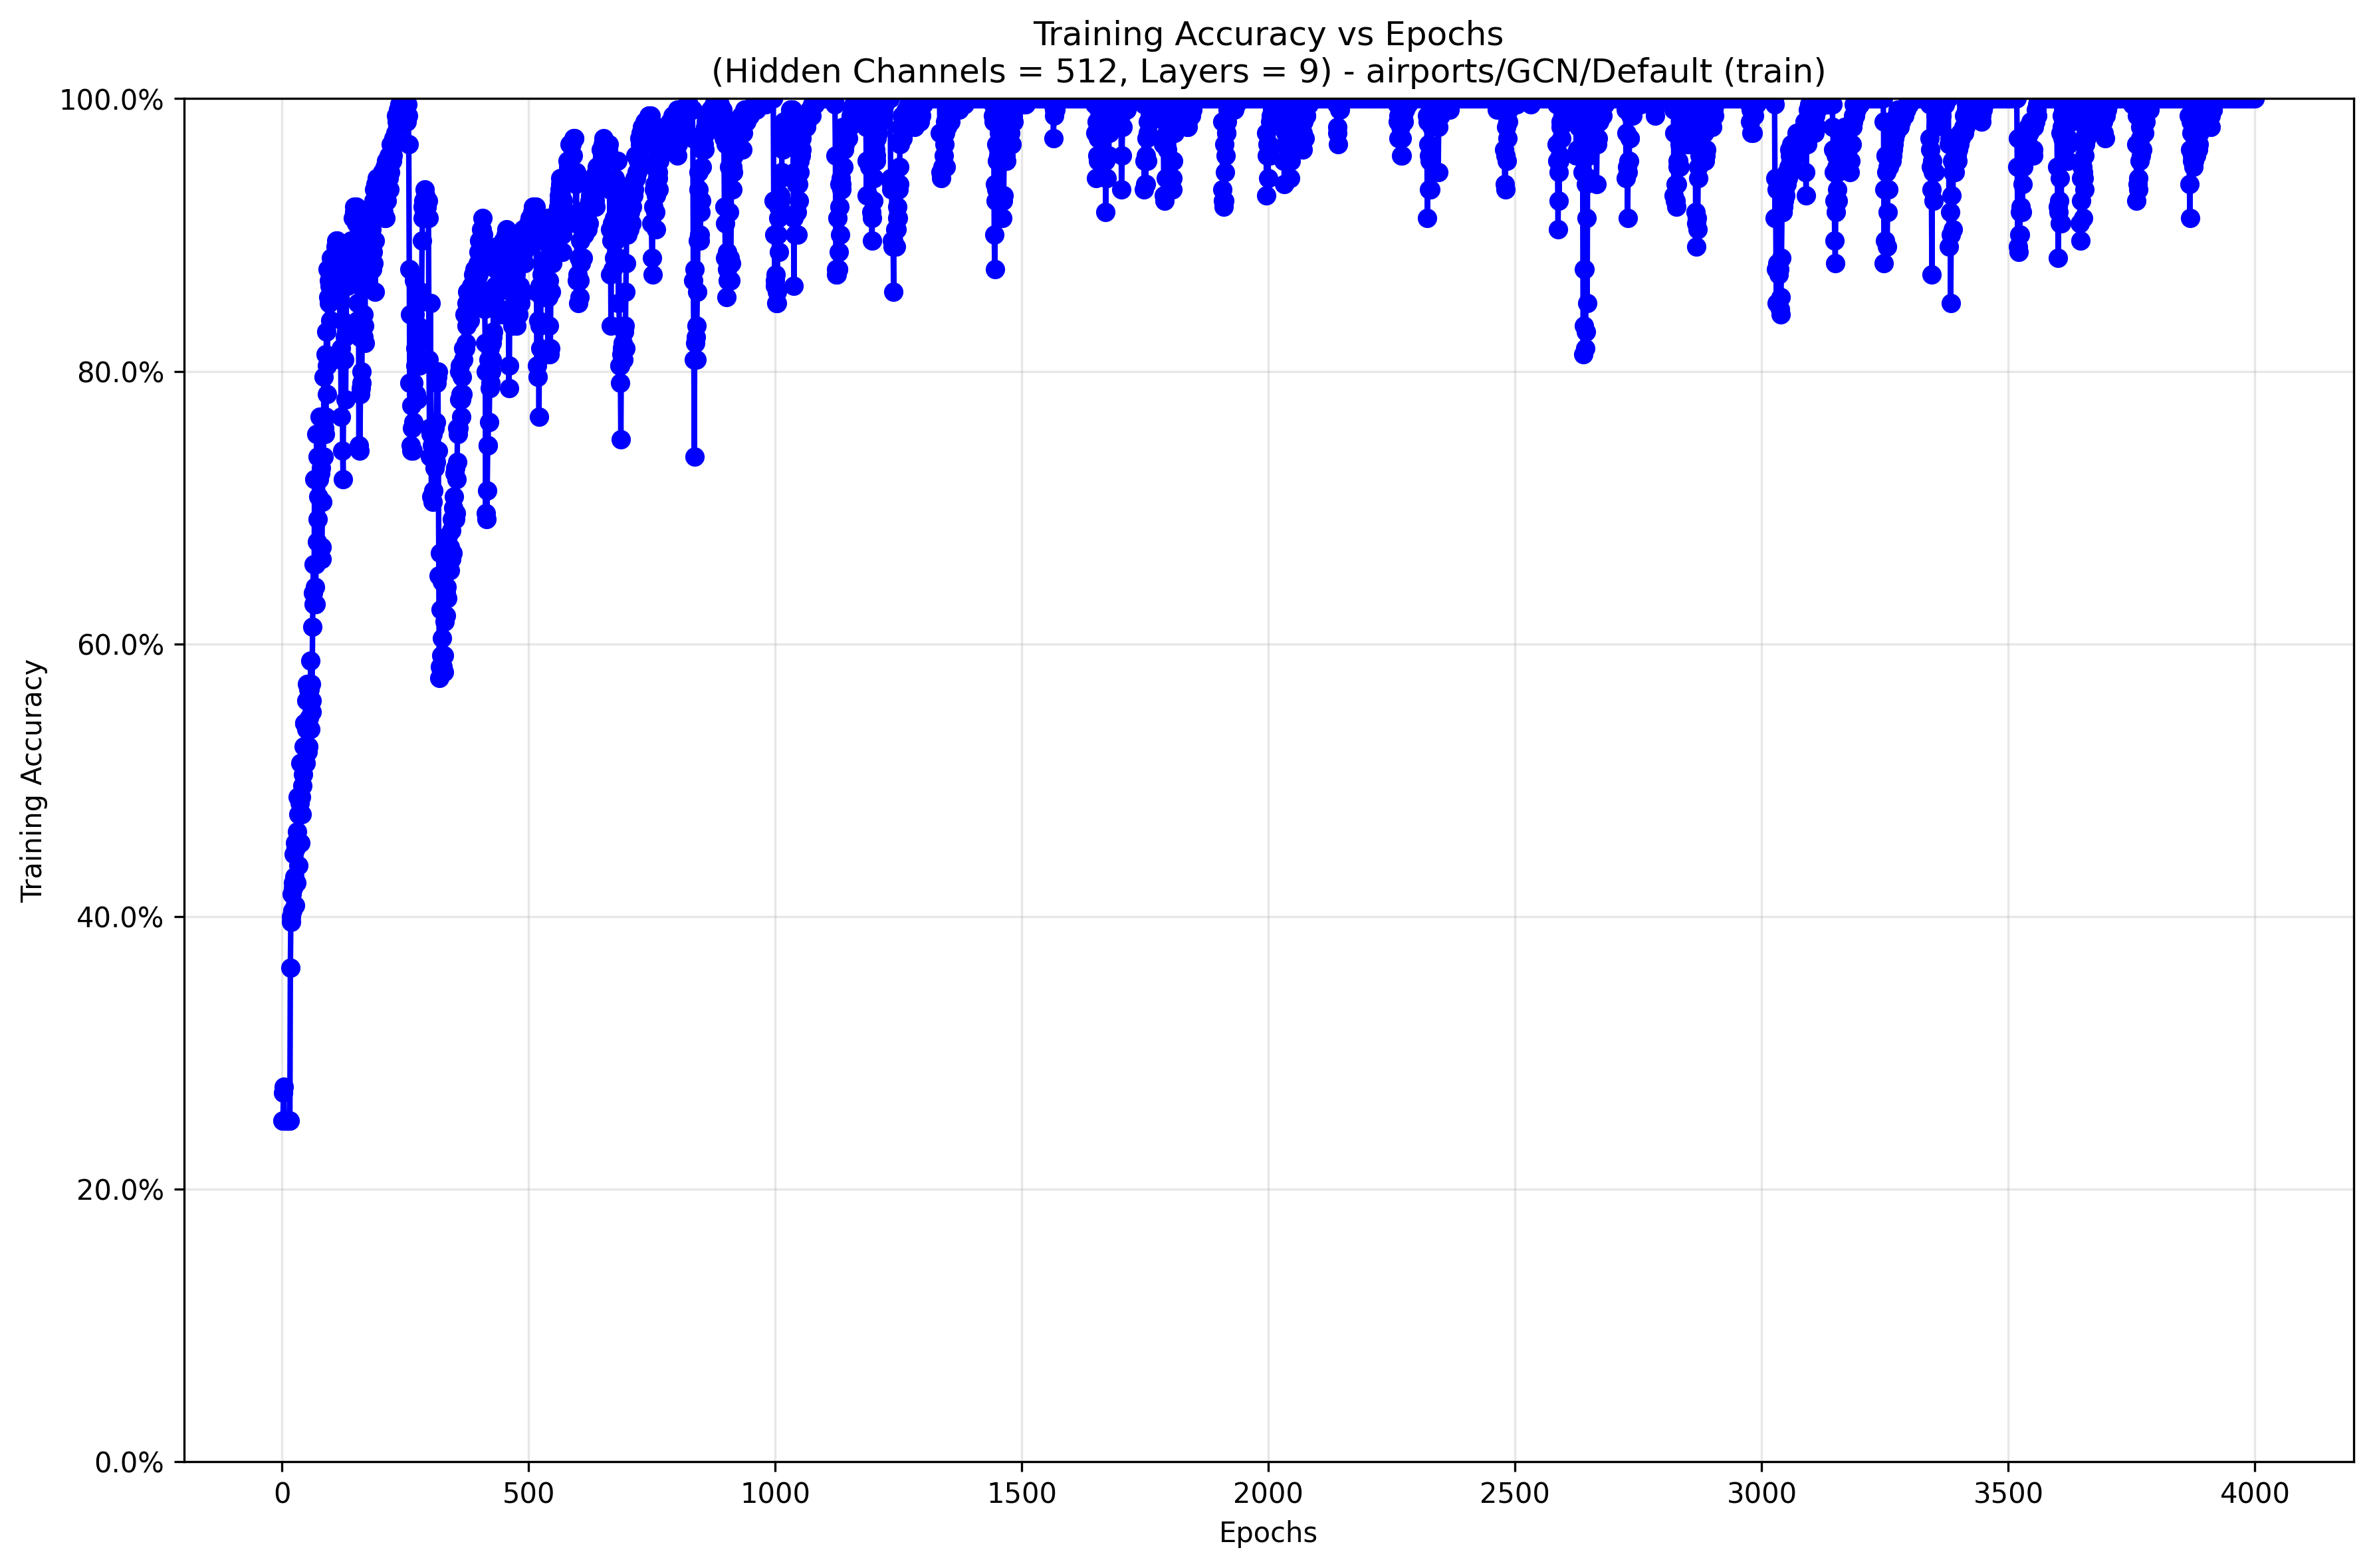 Training Accuracy vs Epochs
(Hidden Channels = 512, Layers = 9) - airports/GCN/Default (train)
100.0%
80.0%
60.0%
40.0%
20.0%
0.0%
Training Accuracy
0 500 1000 1500 2000 2500 3000 3500 4000
Epochs